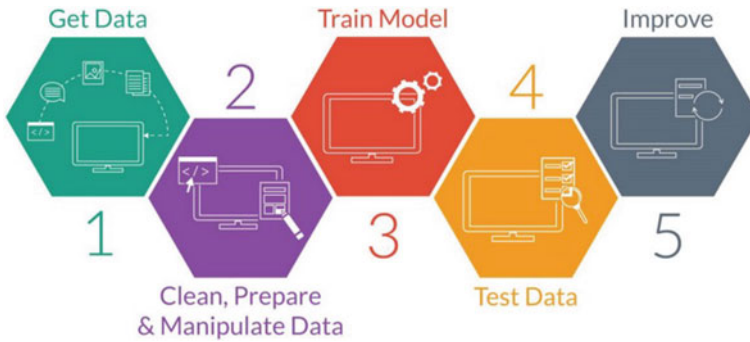 Get Data
1
2
Clean, Prepare
& Manipulate Data
Train Model
3
4
Test Data
Improve
5
</>
</>